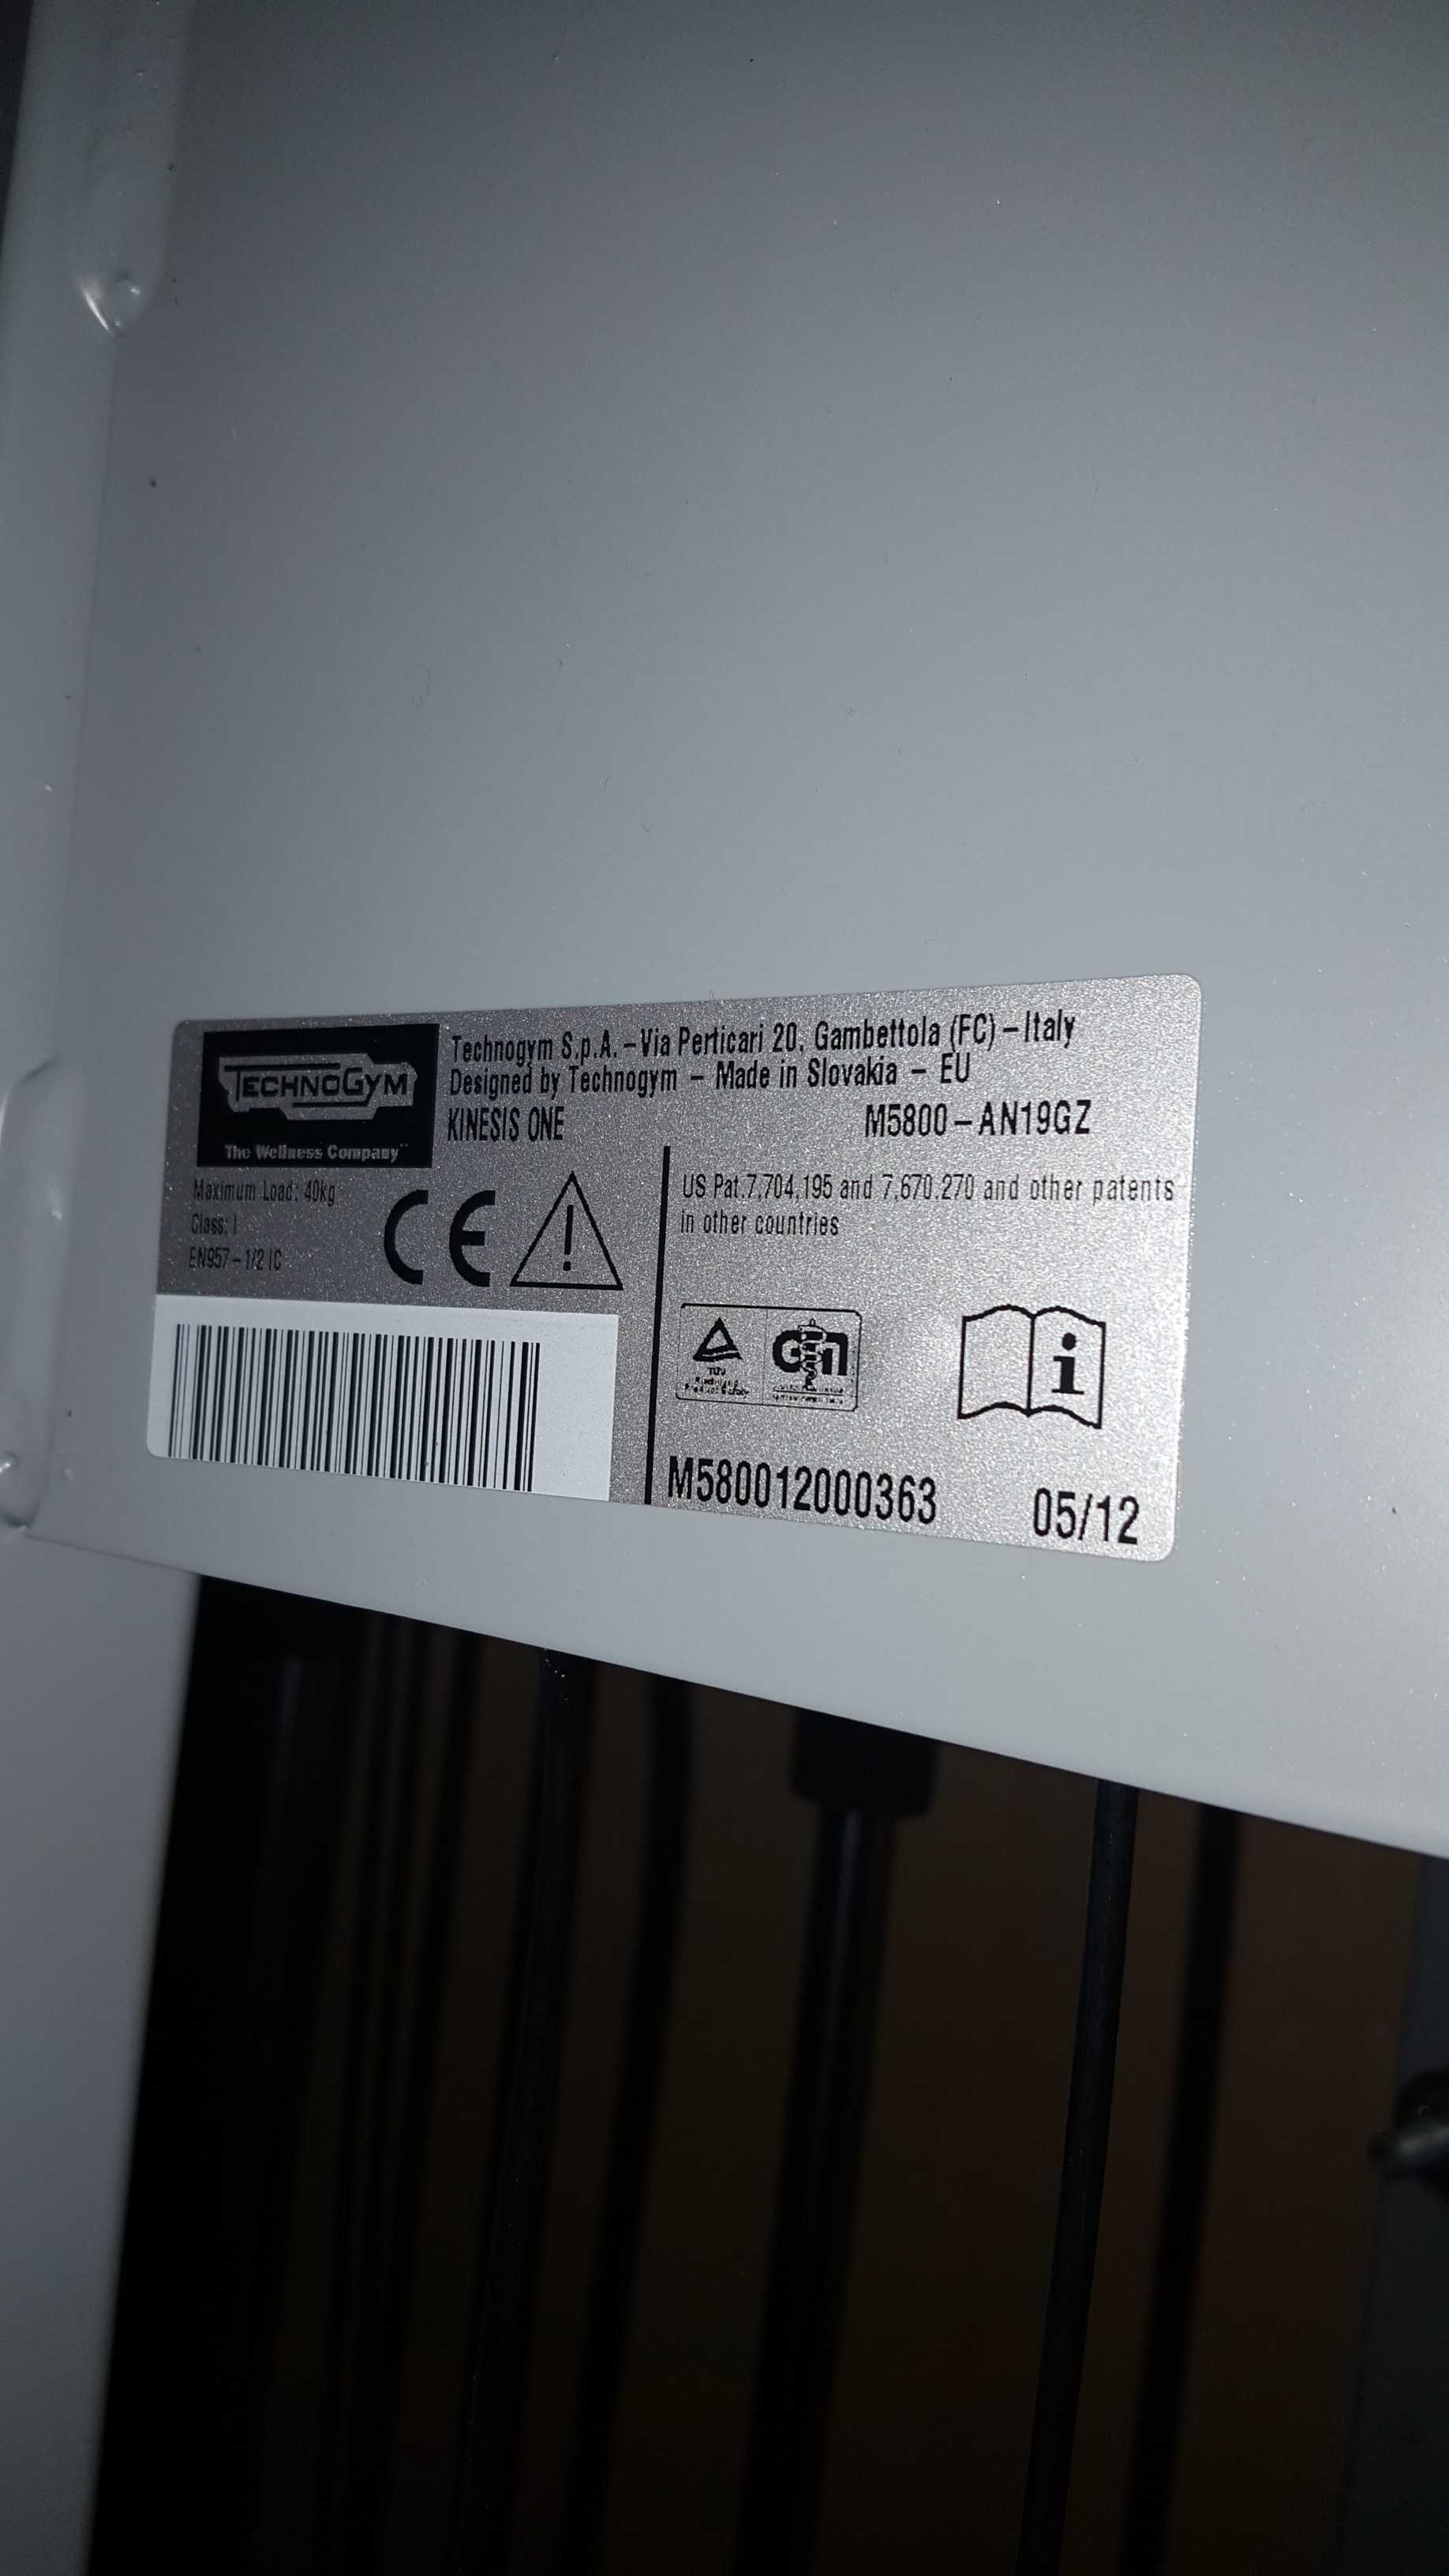 TECHNOGYM
The Wellness Company
Technogym S.p.A. – Via Perticari 20, Gambettola (FC) – Italy
Designed by Technogym – Made in Slovakia – EU
KINESIS ONE M5800 – AN19GZ
Maximum Load: 40kg
Class: I
EN957 – 1/2 IC
CE
US Pat.7,704,195 and 7,670,270 and other patents
in other countries
TÜV
M580012000363 05/12